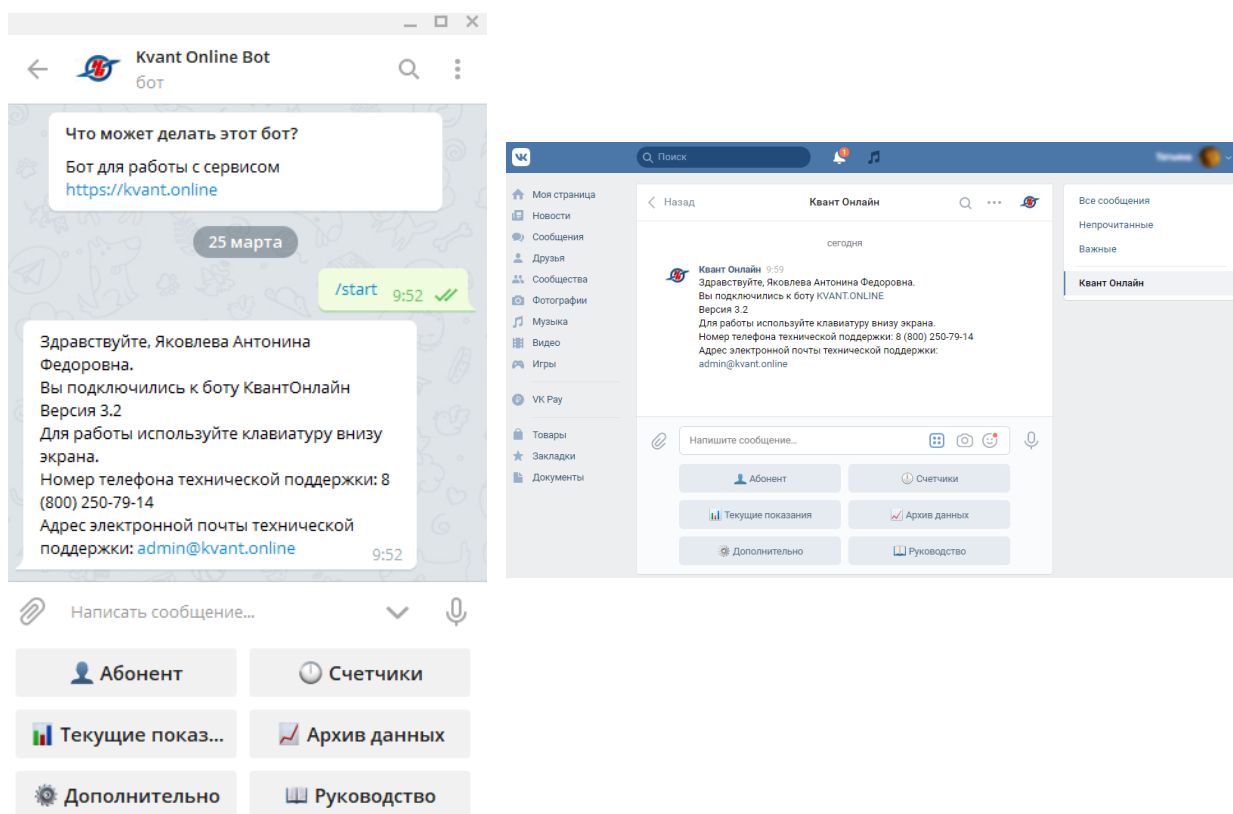 Kvant Online Bot
бот
Что может делать этот бот?
Бот для работы с сервисом
https://kvant.online
25 марта
/start 9:52
Здравствуйте, Яковлева Антонина
Федоровна.
Вы подключились к боту КвантОнлайн
Версия 3.2
Для работы используйте клавиатуру внизу
экрана.
Номер телефона технической поддержки: 8
(800) 250-79-14
Адрес электронной почты технической
поддержки: admin@kvant.online 9:52
Написать сообщение...
Абонент
Счетчики
Текущие показ...
Архив данных
Дополнительно
Руководство
Поиск
1
Моя страница
Новости
Сообщения
Друзья
Сообщества
Фотографии
Музыка
Видео
Игры
VK Pay
Товары
Закладки
Документы
Назад
Квант Онлайн
сегодня
Квант Онлайн 9:59
Здравствуйте, Яковлева Антонина Федоровна.
Вы подключились к боту KVANT.ONLINE
Версия 3.2
Для работы используйте клавиатуру внизу экрана.
Номер телефона технической поддержки: 8 (800) 250-79-14
Адрес электронной почты технической поддержки:
admin@kvant.online
Напишите сообщение...
Абонент
Счетчики
Текущие показания
Архив данных
Дополнительно
Руководство
Все сообщения
Непрочитанные
Важные
Квант Онлайн